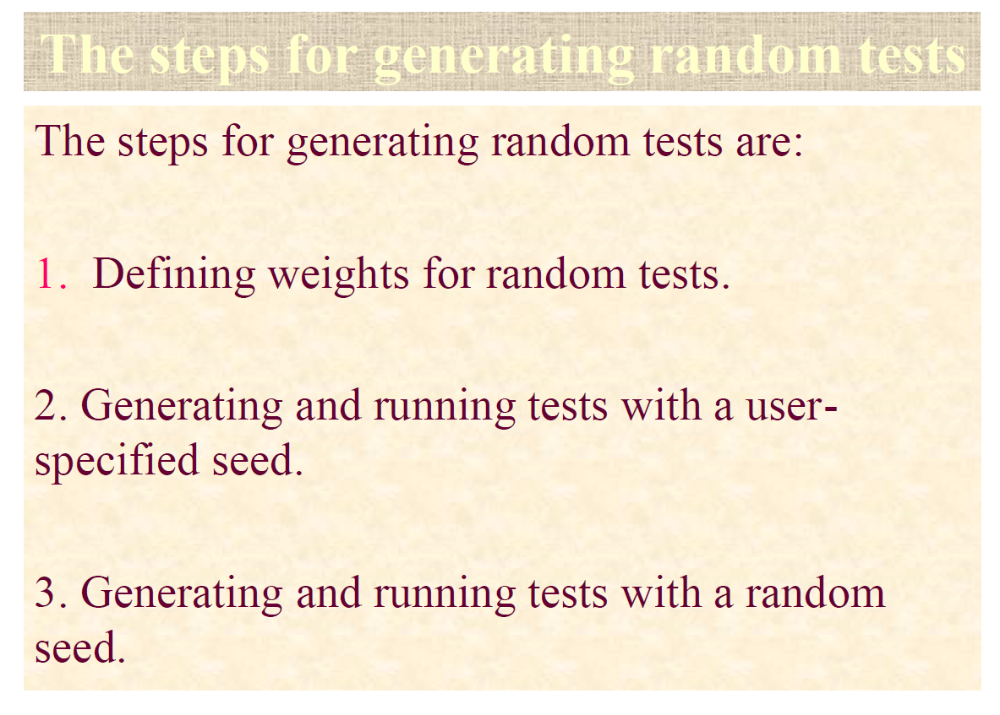 The steps for generating random tests
The steps for generating random tests are:
1. Defining weights for random tests.
2. Generating and running tests with a user-
specified seed.
3. Generating and running tests with a random
seed.